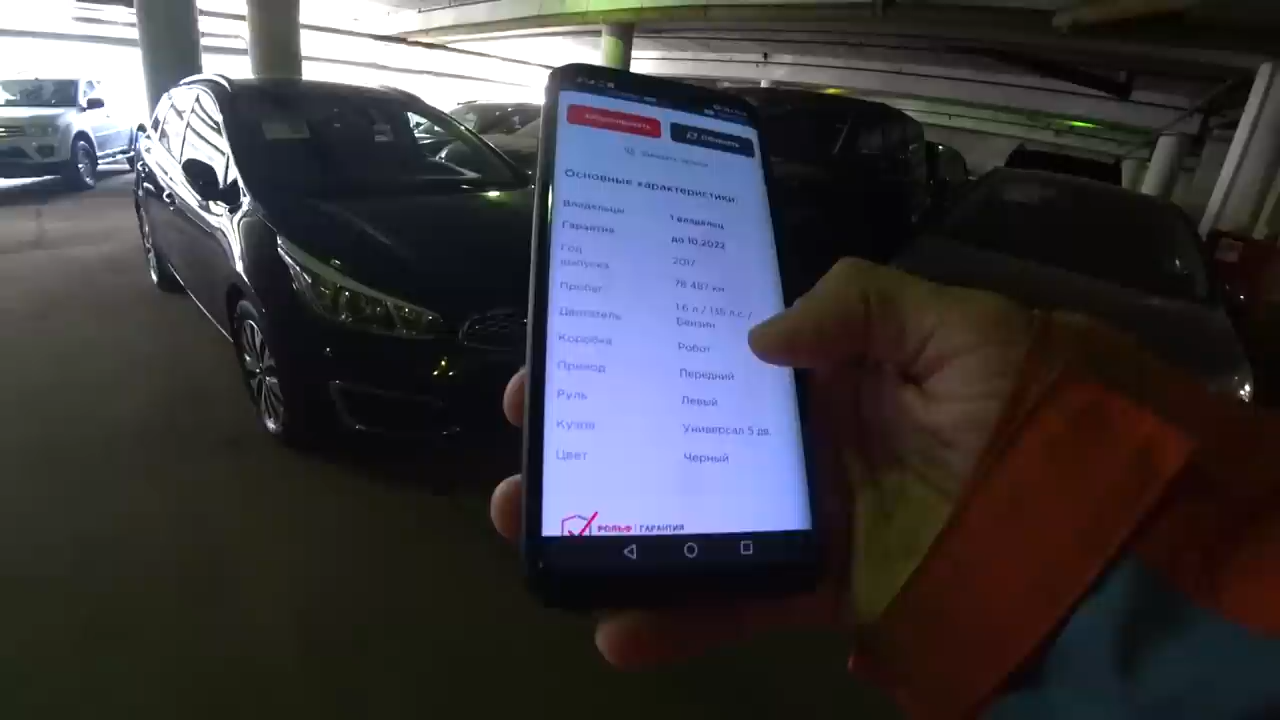 Основные характеристики:
Владельцы 1 владелец
Гарантия до 10.2022
Год выпуска 2017
Пробег 78 487 км
Двигатель 1.6 л / 135 л.с. / Бензин
Коробка Робот
Привод Передний
Руль Левый
Кузов Универсал 5 дв.
Цвет Черный
РОЛЬФ | ГАРАНТИЯ